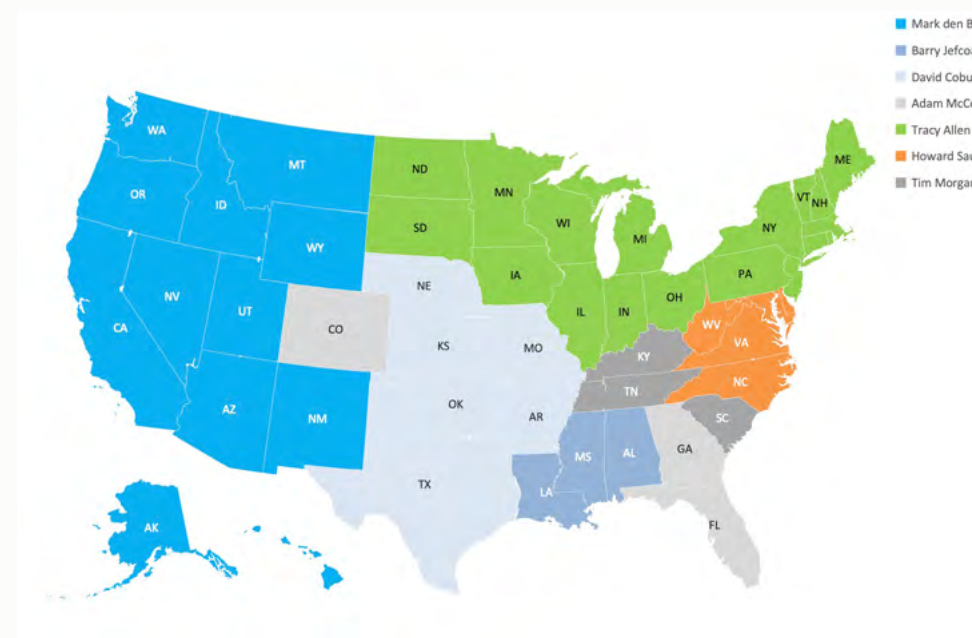 Mark den B
Barry Jefcoa
David Cobu
Adam McCo
Tracy Allen
Howard Sau
Tim Morga
WA
OR
CA
NV
ID
MT
WY
UT
AZ
NM
AK
CO
ND
SD
NE
KS
OK
TX
MN
IA
MO
AR
WI
IL
MI
IN
OH
KY
TN
MS
AL
LA
GA
FL
SC
NC
VA
WV
PA
NY
VT
NH
ME